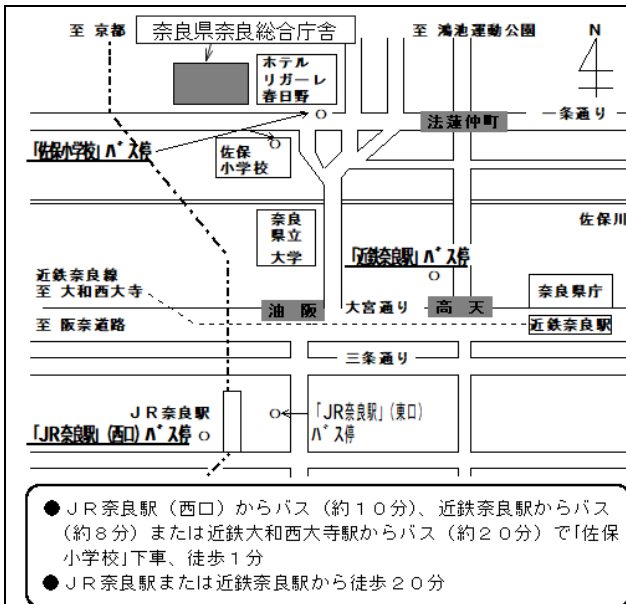 至 京都
奈良県奈良総合庁舎
至 鴻池運動公園
N
ホテル
リガーレ
春日野
法蓮仲町
一条通り
「佐保小学校」バス停
佐保
小学校
佐保川
奈良
県立
大学
「近鉄奈良駅」バス停
近鉄奈良線
至 大和西大寺
奈良県庁
油阪
大宮通り
高天
至 阪奈道路
近鉄奈良駅
三条通り
JR奈良駅
「JR奈良駅」(東口)
バス停
「JR奈良駅」(西口)バス停
●JR奈良駅(西口)からバス(約10分)、近鉄奈良駅からバス
(約8分)または近鉄大和西大寺駅からバス(約20分)で「佐保
小学校」下車、徒歩1分
●JR奈良駅または近鉄奈良駅から徒歩20分